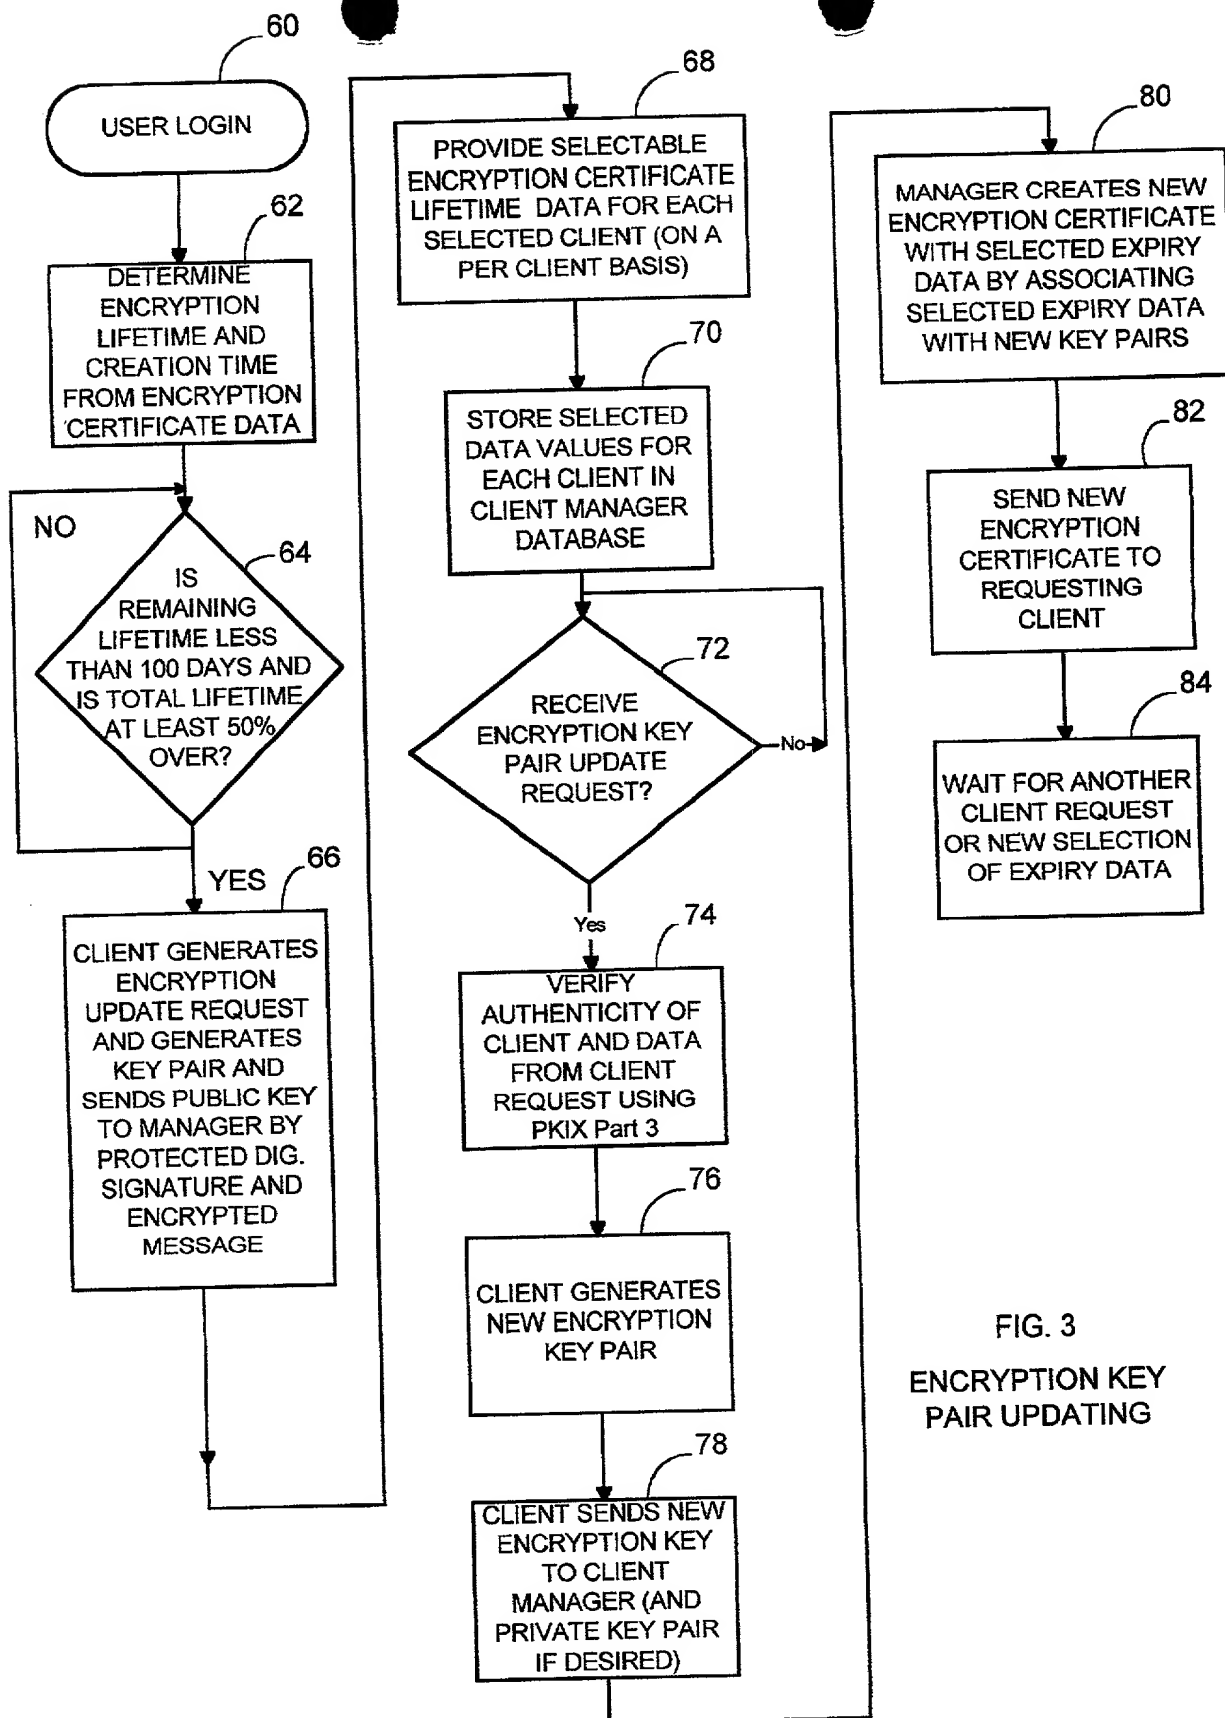 60
USER LOGIN
62
DETERMINE
ENCRYPTION
LIFETIME AND
CREATION TIME
FROM ENCRYPTION
CERTIFICATE DATA
NO
64
IS
REMAINING
LIFETIME LESS
THAN 100 DAYS AND
IS TOTAL LIFETIME
AT LEAST 50%
OVER?
YES
66
CLIENT GENERATES
ENCRYPTION
UPDATE REQUEST
AND GENERATES
KEY PAIR AND
SENDS PUBLIC KEY
TO MANAGER BY
PROTECTED DIG.
SIGNATURE AND
ENCRYPTED
MESSAGE
68
PROVIDE SELECTABLE
ENCRYPTION CERTIFICATE
LIFETIME DATA FOR EACH
SELECTED CLIENT (ON A
PER CLIENT BASIS)
70
STORE SELECTED
DATA VALUES FOR
EACH CLIENT IN
CLIENT MANAGER
DATABASE
72
RECEIVE
ENCRYPTION KEY
PAIR UPDATE
REQUEST?
No
Yes
74
VERIFY
AUTHENTICITY OF
CLIENT AND DATA
FROM CLIENT
REQUEST USING
PKIX Part 3
76
CLIENT GENERATES
NEW ENCRYPTION
KEY PAIR
78
CLIENT SENDS NEW
ENCRYPTION KEY
TO CLIENT
MANAGER (AND
PRIVATE KEY PAIR
IF DESIRED)
80
MANAGER CREATES NEW
ENCRYPTION CERTIFICATE
WITH SELECTED EXPIRY
DATA BY ASSOCIATING
SELECTED EXPIRY DATA
WITH NEW KEY PAIRS
82
SEND NEW
ENCRYPTION
CERTIFICATE TO
REQUESTING
CLIENT
84
WAIT FOR ANOTHER
CLIENT REQUEST
OR NEW SELECTION
OF EXPIRY DATA
FIG. 3
ENCRYPTION KEY
PAIR UPDATING